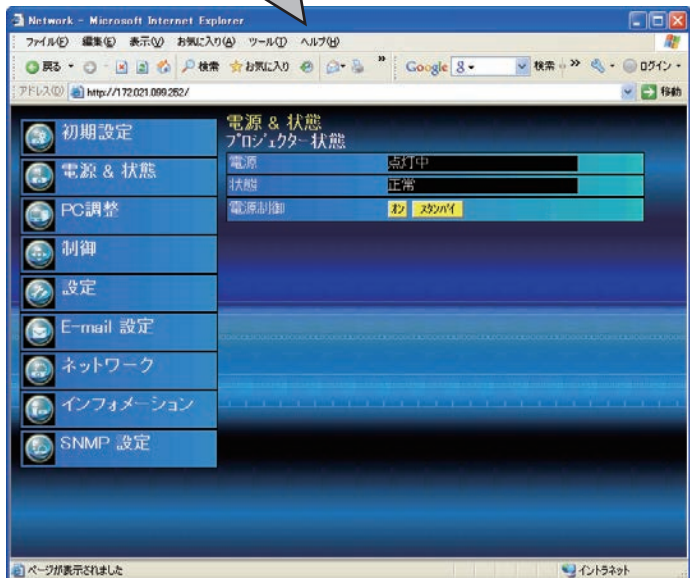 Network - Microsoft Internet Explorer
ファイル(F) 編集(E) 表示(V) お気に入り(A) ツール(T) ヘルプ(H)
戻る 検索 お気に入り » Google 検索 » ログイン
アドレス(D) http://172.021.099.252/ 移動
初期設定
電源 & 状態
PC調整
制御
設定
E-mail 設定
ネットワーク
インフォメーション
SNMP 設定
電源 & 状態
プロジェクター状態
電源 点灯中
状態 正常
電源制御 オン スタンバイ
ページが表示されました イントラネット